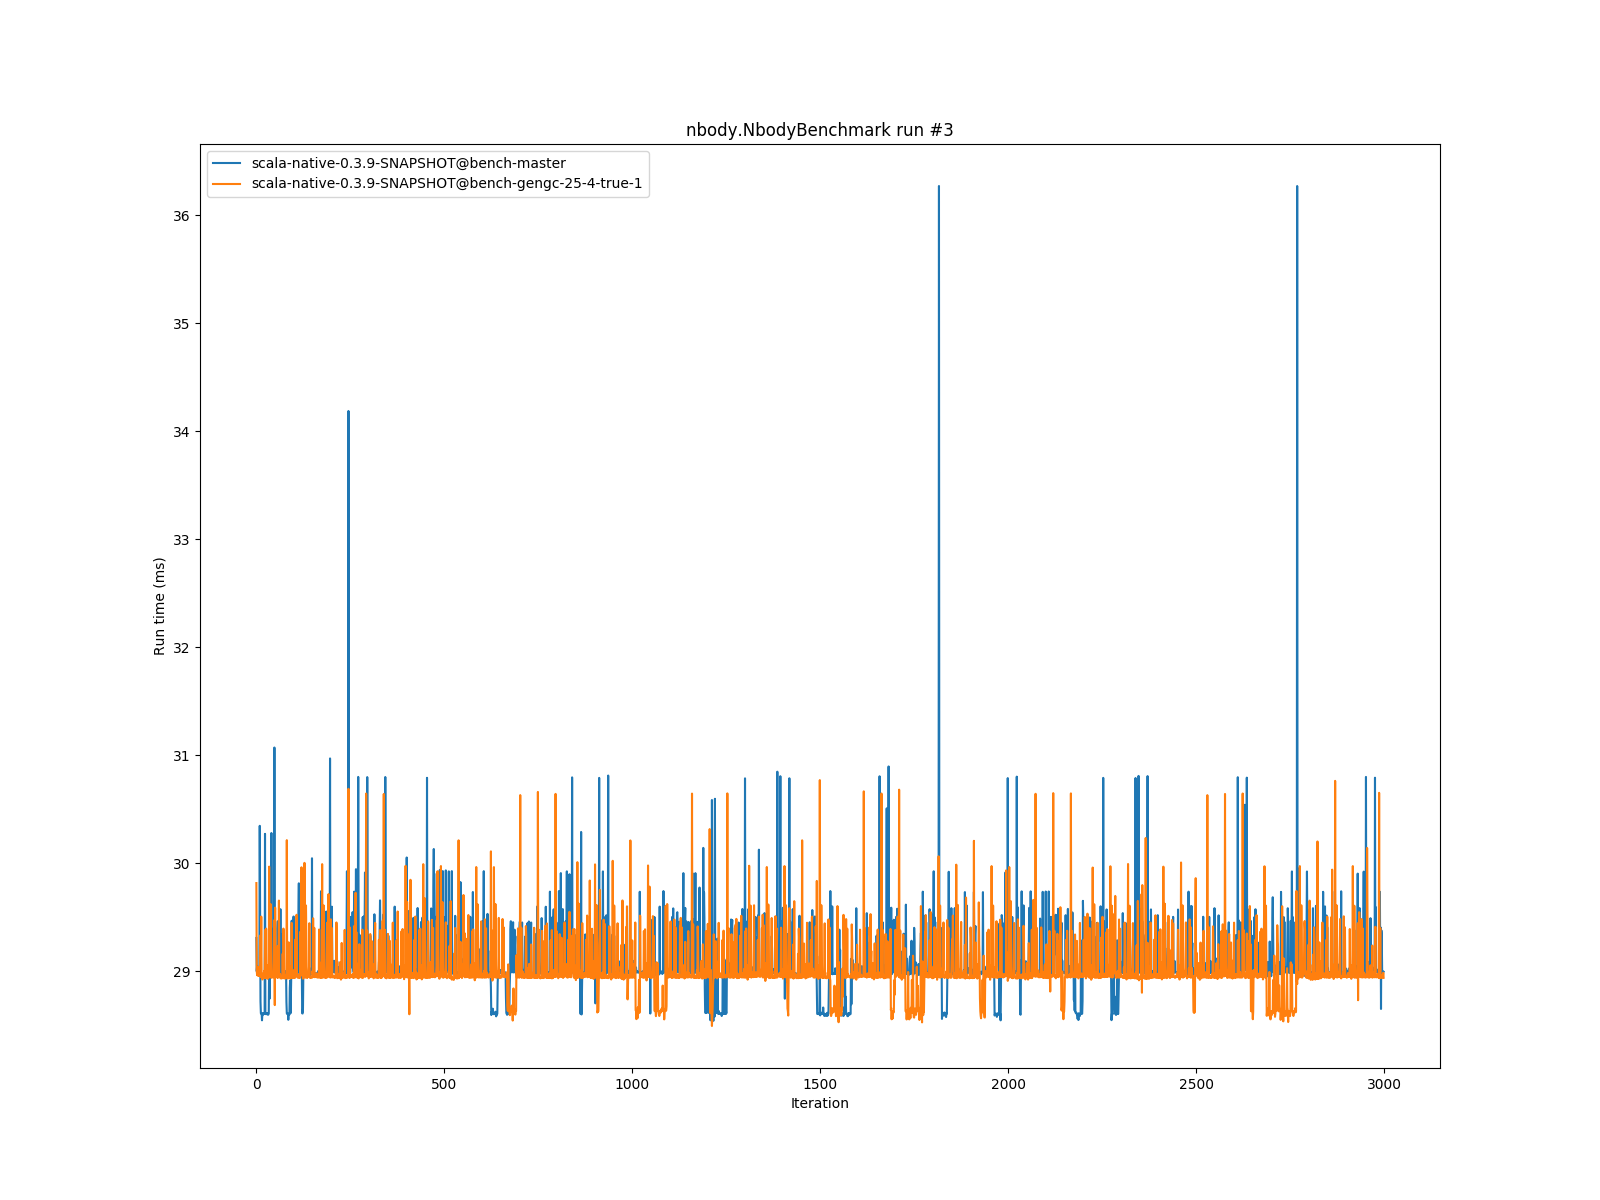 nbody.NbodyBenchmark run #3
scala-native-0.3.9-SNAPSHOT@bench-master
scala-native-0.3.9-SNAPSHOT@bench-gengc-25-4-true-1
36
35
34
33
32
31
30
29
Run time (ms)
0 500 1000 1500 2000 2500 3000
Iteration